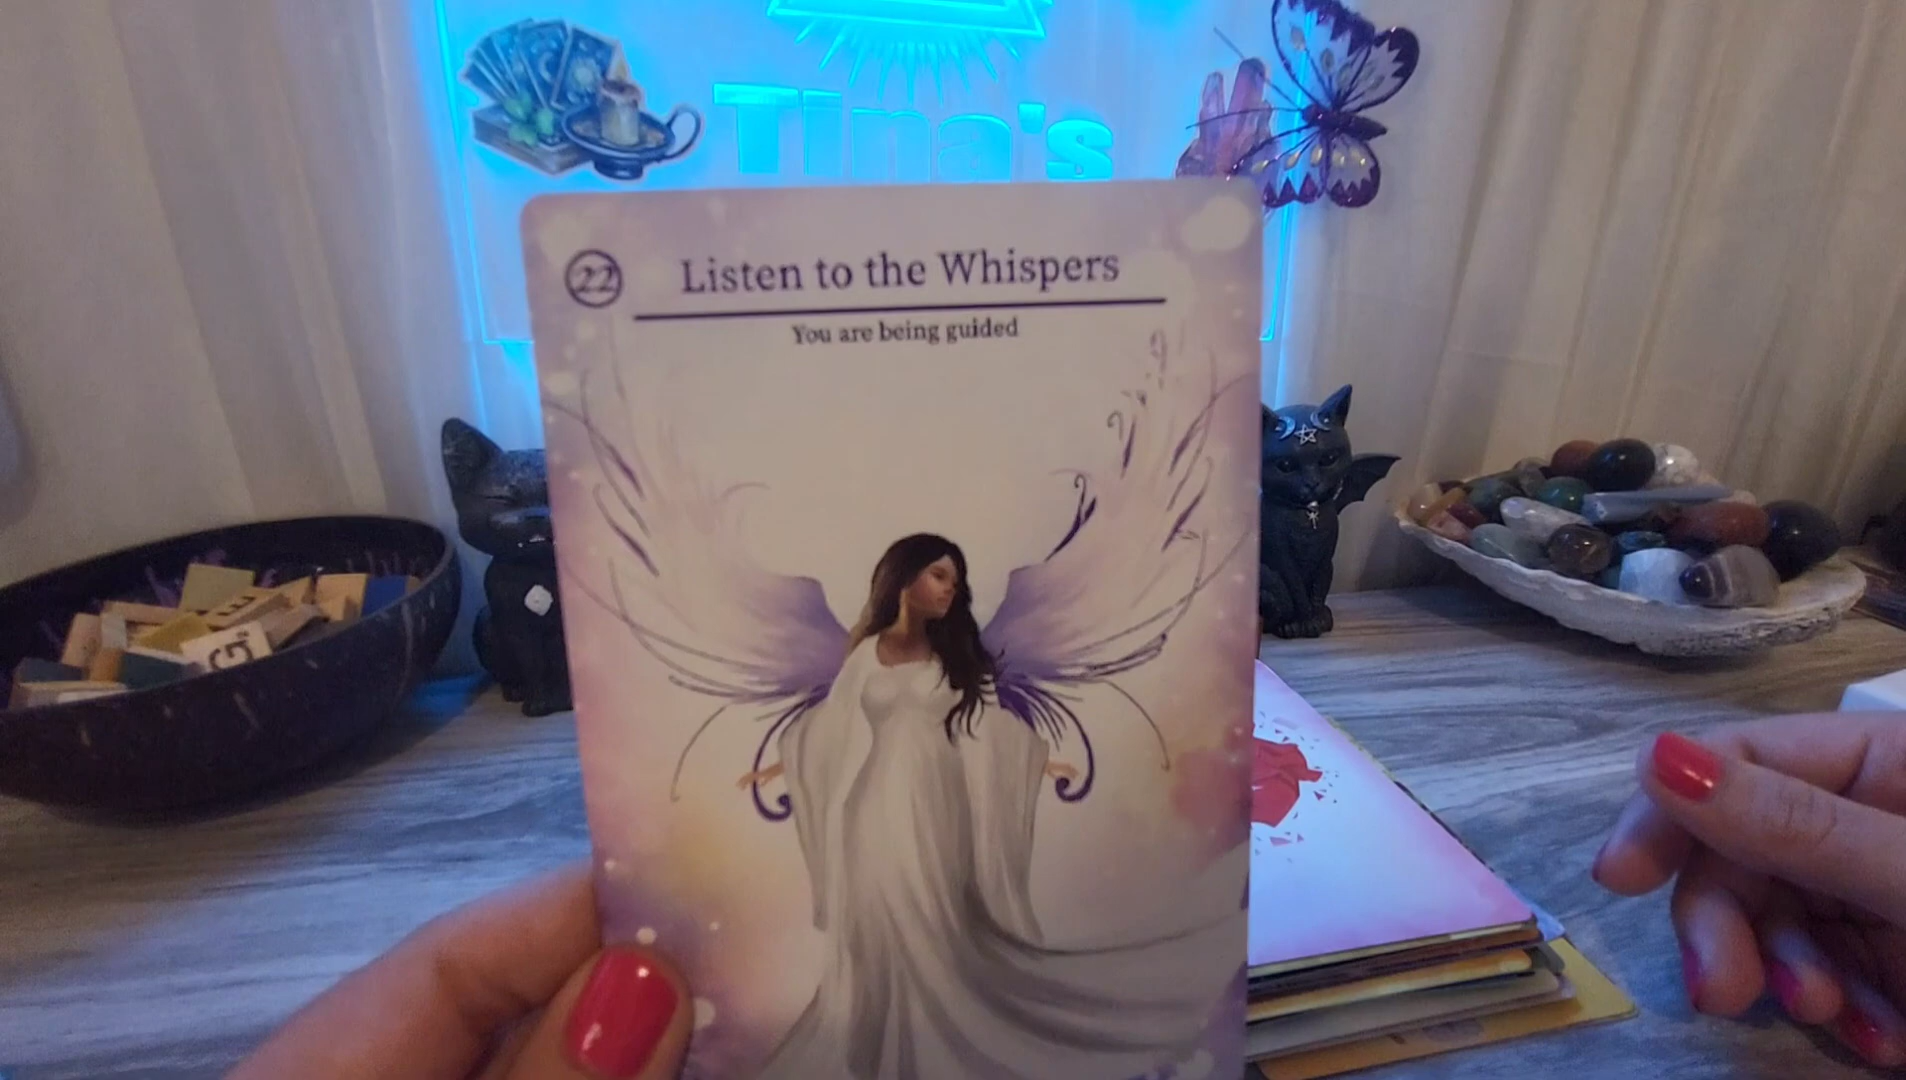 Tina's
22
Listen to the Whispers
You are being guided
G